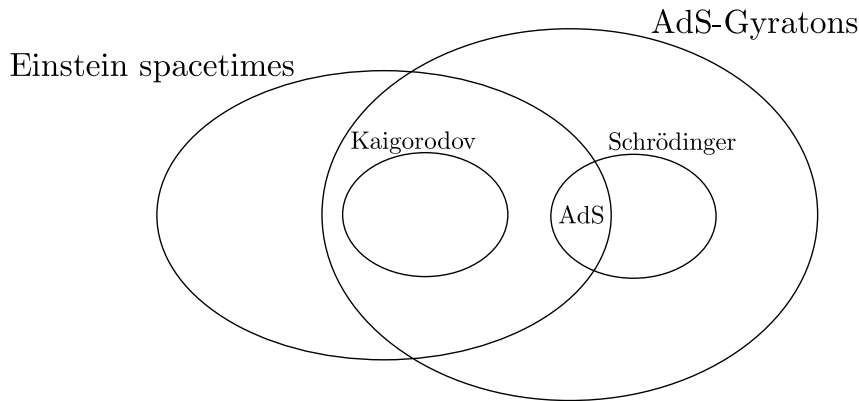 AdS-Gyratons
Einstein spacetimes
Kaigorodov
Schrödinger
AdS